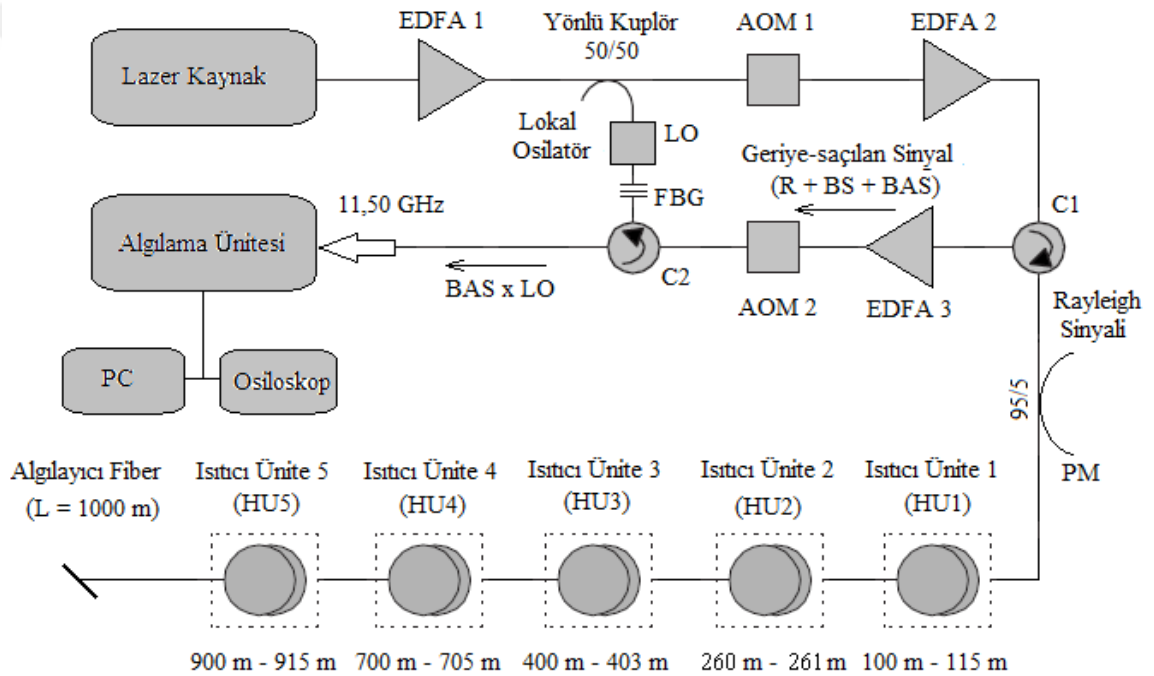 EDFA 1
Yönlü Kuplör
50/50
AOM 1
EDFA 2
Lazer Kaynak
Lokal
Osilatör
LO
Geriye-saçılan Sinyal
(R + BS + BAS)
FBG
C1
11,50 GHz
Algılama Ünitesi
BAS x LO
C2
AOM 2
EDFA 3
Rayleigh
Sinyali
PC
Osiloskop
95/5
PM
Algılayıcı Fiber
(L = 1000 m)
Isıtıcı Ünite 5
(HU5)
Isıtıcı Ünite 4
(HU4)
Isıtıcı Ünite 3
(HU3)
Isıtıcı Ünite 2
(HU2)
Isıtıcı Ünite 1
(HU1)
900 m - 915 m
700 m - 705 m
400 m - 403 m
260 m - 261 m
100 m - 115 m